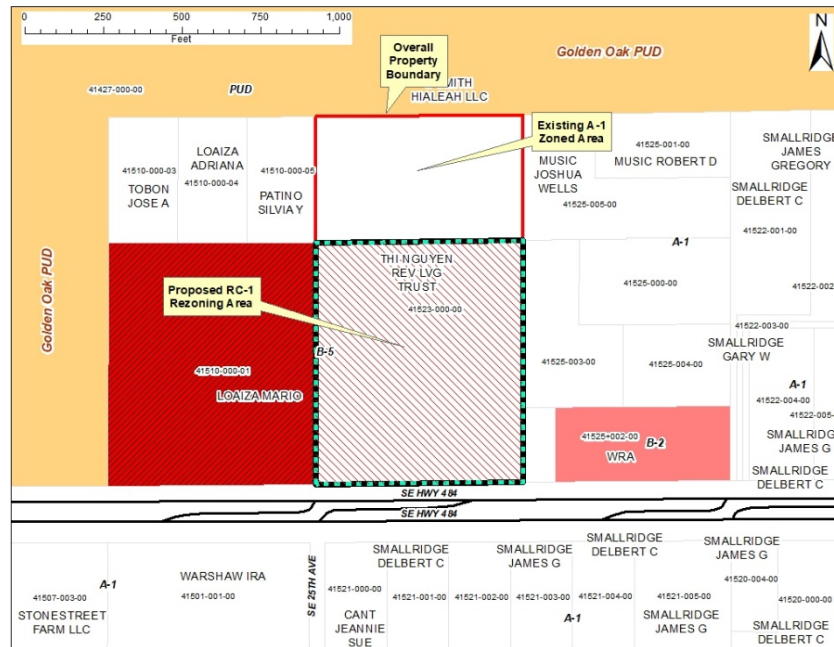 0 250 500 750 1,000
Feet
N
Overall
Property
Boundary
Golden Oak PUD
41427-000-00
PUD
SMITH
HIALEAH LLC
Existing A-1
Zoned Area
41510-000-03
TOBON
JOSE A
LOAIZA
ADRIANA
41510-000-04
41510-000-05
PATINO
SILVIA Y
MUSIC
JOSHUA
WELLS
41525-005-00
41525-001-00
MUSIC ROBERT D
SMALLRIDGE
JAMES
GREGORY
SMALLRIDGE
DELBERT C
41522-001-00
A-1
Golden Oak PUD
Proposed RC-1
Rezoning Area
THI-NGUYEN
REV LVG
TRUST
41523-000-00
41525-000-00
41522-002
B-5
41510-000-01
LOAIZA MARIO
41525-003-00
41525-004-00
41522-003-00
SMALLRIDGE
GARY W
A-1
41522-004-00
41522-005-
SMALLRIDGE
JAMES G
SMALLRIDGE
DELBERT C
41525+002-00
B-2
WRA
SE HWY 484
SE HWY 484
41507-003-00
A-1
STONESTREET
FARM LLC
WARSHAW IRA
41501-001-00
SE 25TH AVE
41521-000-00
CANT
JEANNIE
SUE
SMALLRIDGE
DELBERT C
41521-001-00
SMALLRIDGE
JAMES G
41521-002-00
41521-003-00
A-1
SMALLRIDGE
DELBERT C
41521-004-00
41521-005-00
SMALLRIDGE
JAMES G
SMALLRIDGE
JAMES G
41520-004-00
41520-000-00
SMALLRIDGE
DELBERT C